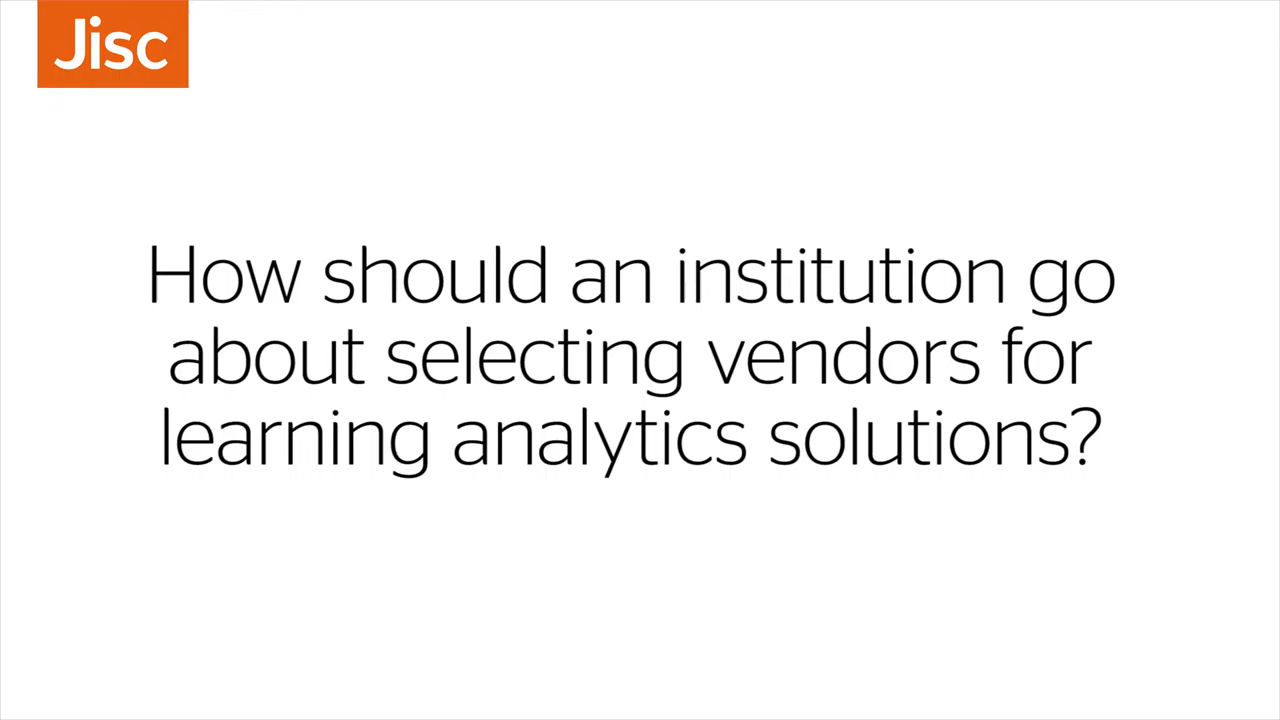 Jisc
How should an institution go
about selecting vendors for
learning analytics solutions?